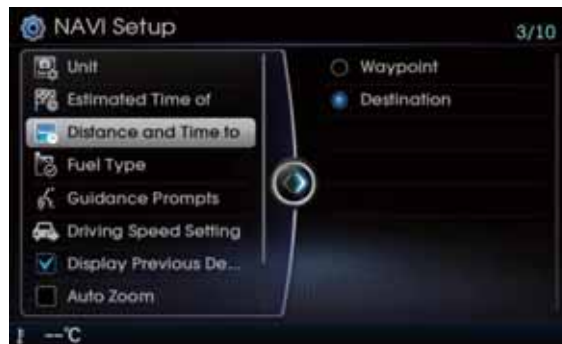 NAVI Setup
3/10
Unit
Estimated Time of
Distance and Time to
Fuel Type
Guidance Prompts
Driving Speed Setting
Display Previous De...
Auto Zoom
Waypoint
Destination
--°C